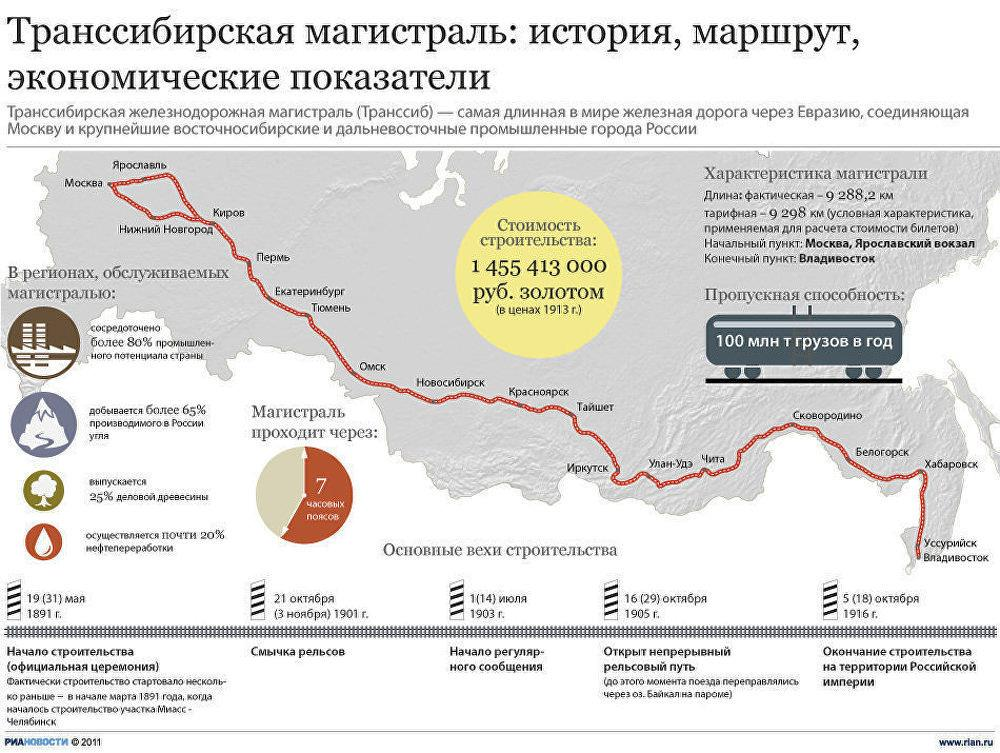 Транссибирская магистраль: история, маршрут,
экономические показатели
Транссибирская железнодорожная магистраль (Транссиб) — самая длинная в мире железная дорога через Евразию, соединяющая
Москву и крупнейшие восточносибирские и дальневосточные промышленные города России
Ярославль
Москва
Киров
Нижний Новгород
Пермь
Екатеринбург
Тюмень
Омск
Новосибирск
Красноярск
Тайшет
Иркутск
Улан-Удэ
Чита
Сковородино
Белогорск
Хабаровск
Уссурийск
Владивосток
Стоимость
строительства:
1 455 413 000
руб. золотом
(в ценах 1913 г.)
Характеристика магистрали
Длина: фактическая – 9 288,2 км
тарифная – 9 298 км (условная характеристика,
применяемая для расчета стоимости билетов)
Начальный пункт: Москва, Ярославский вокзал
Конечный пункт: Владивосток
Пропускная способность:
100 млн т грузов в год
В регионах, обслуживаемых
магистралью:
сосредоточено
более 80% промышлен-
ного потенциала страны
добывается более 65%
производимого в России
угля
выпускается
25% деловой древесины
осуществляется почти 20%
нефтепереработки
Магистраль
проходит через:
7
часовых
поясов
Основные вехи строительства
19 (31) мая
1891 г.
Начало строительства
(официальная церемония)
Фактически строительство стартовало несколь-
ко раньше – в начале марта 1891 года, когда
началось строительство участка Миасс -
Челябинск
21 октября
(3 ноября) 1901 г.
Смычка рельсов
1(14) июля
1903 г.
Начало регуляр-
ного сообщения
16 (29) октября
1905 г.
Открыт непрерывный
рельсовый путь
(до этого момента поезда переправлялись
через оз. Байкал на пароме)
5 (18) октября
1916 г.
Окончание строительства
на территории Российской
империи
РИАНОВОСТИ © 2011
www.rian.ru